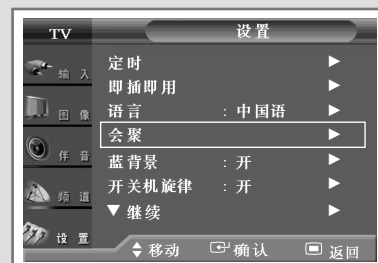 TV 设置
输入
图像
伴音
频道
设置
定时 ▶
即插即用 ▶
语言 : 中国语 ▶
会聚 ▶
蓝背景 : 开 ▶
开关机旋律 : 开 ▶
▼继续 ▶
移动 确认 返回